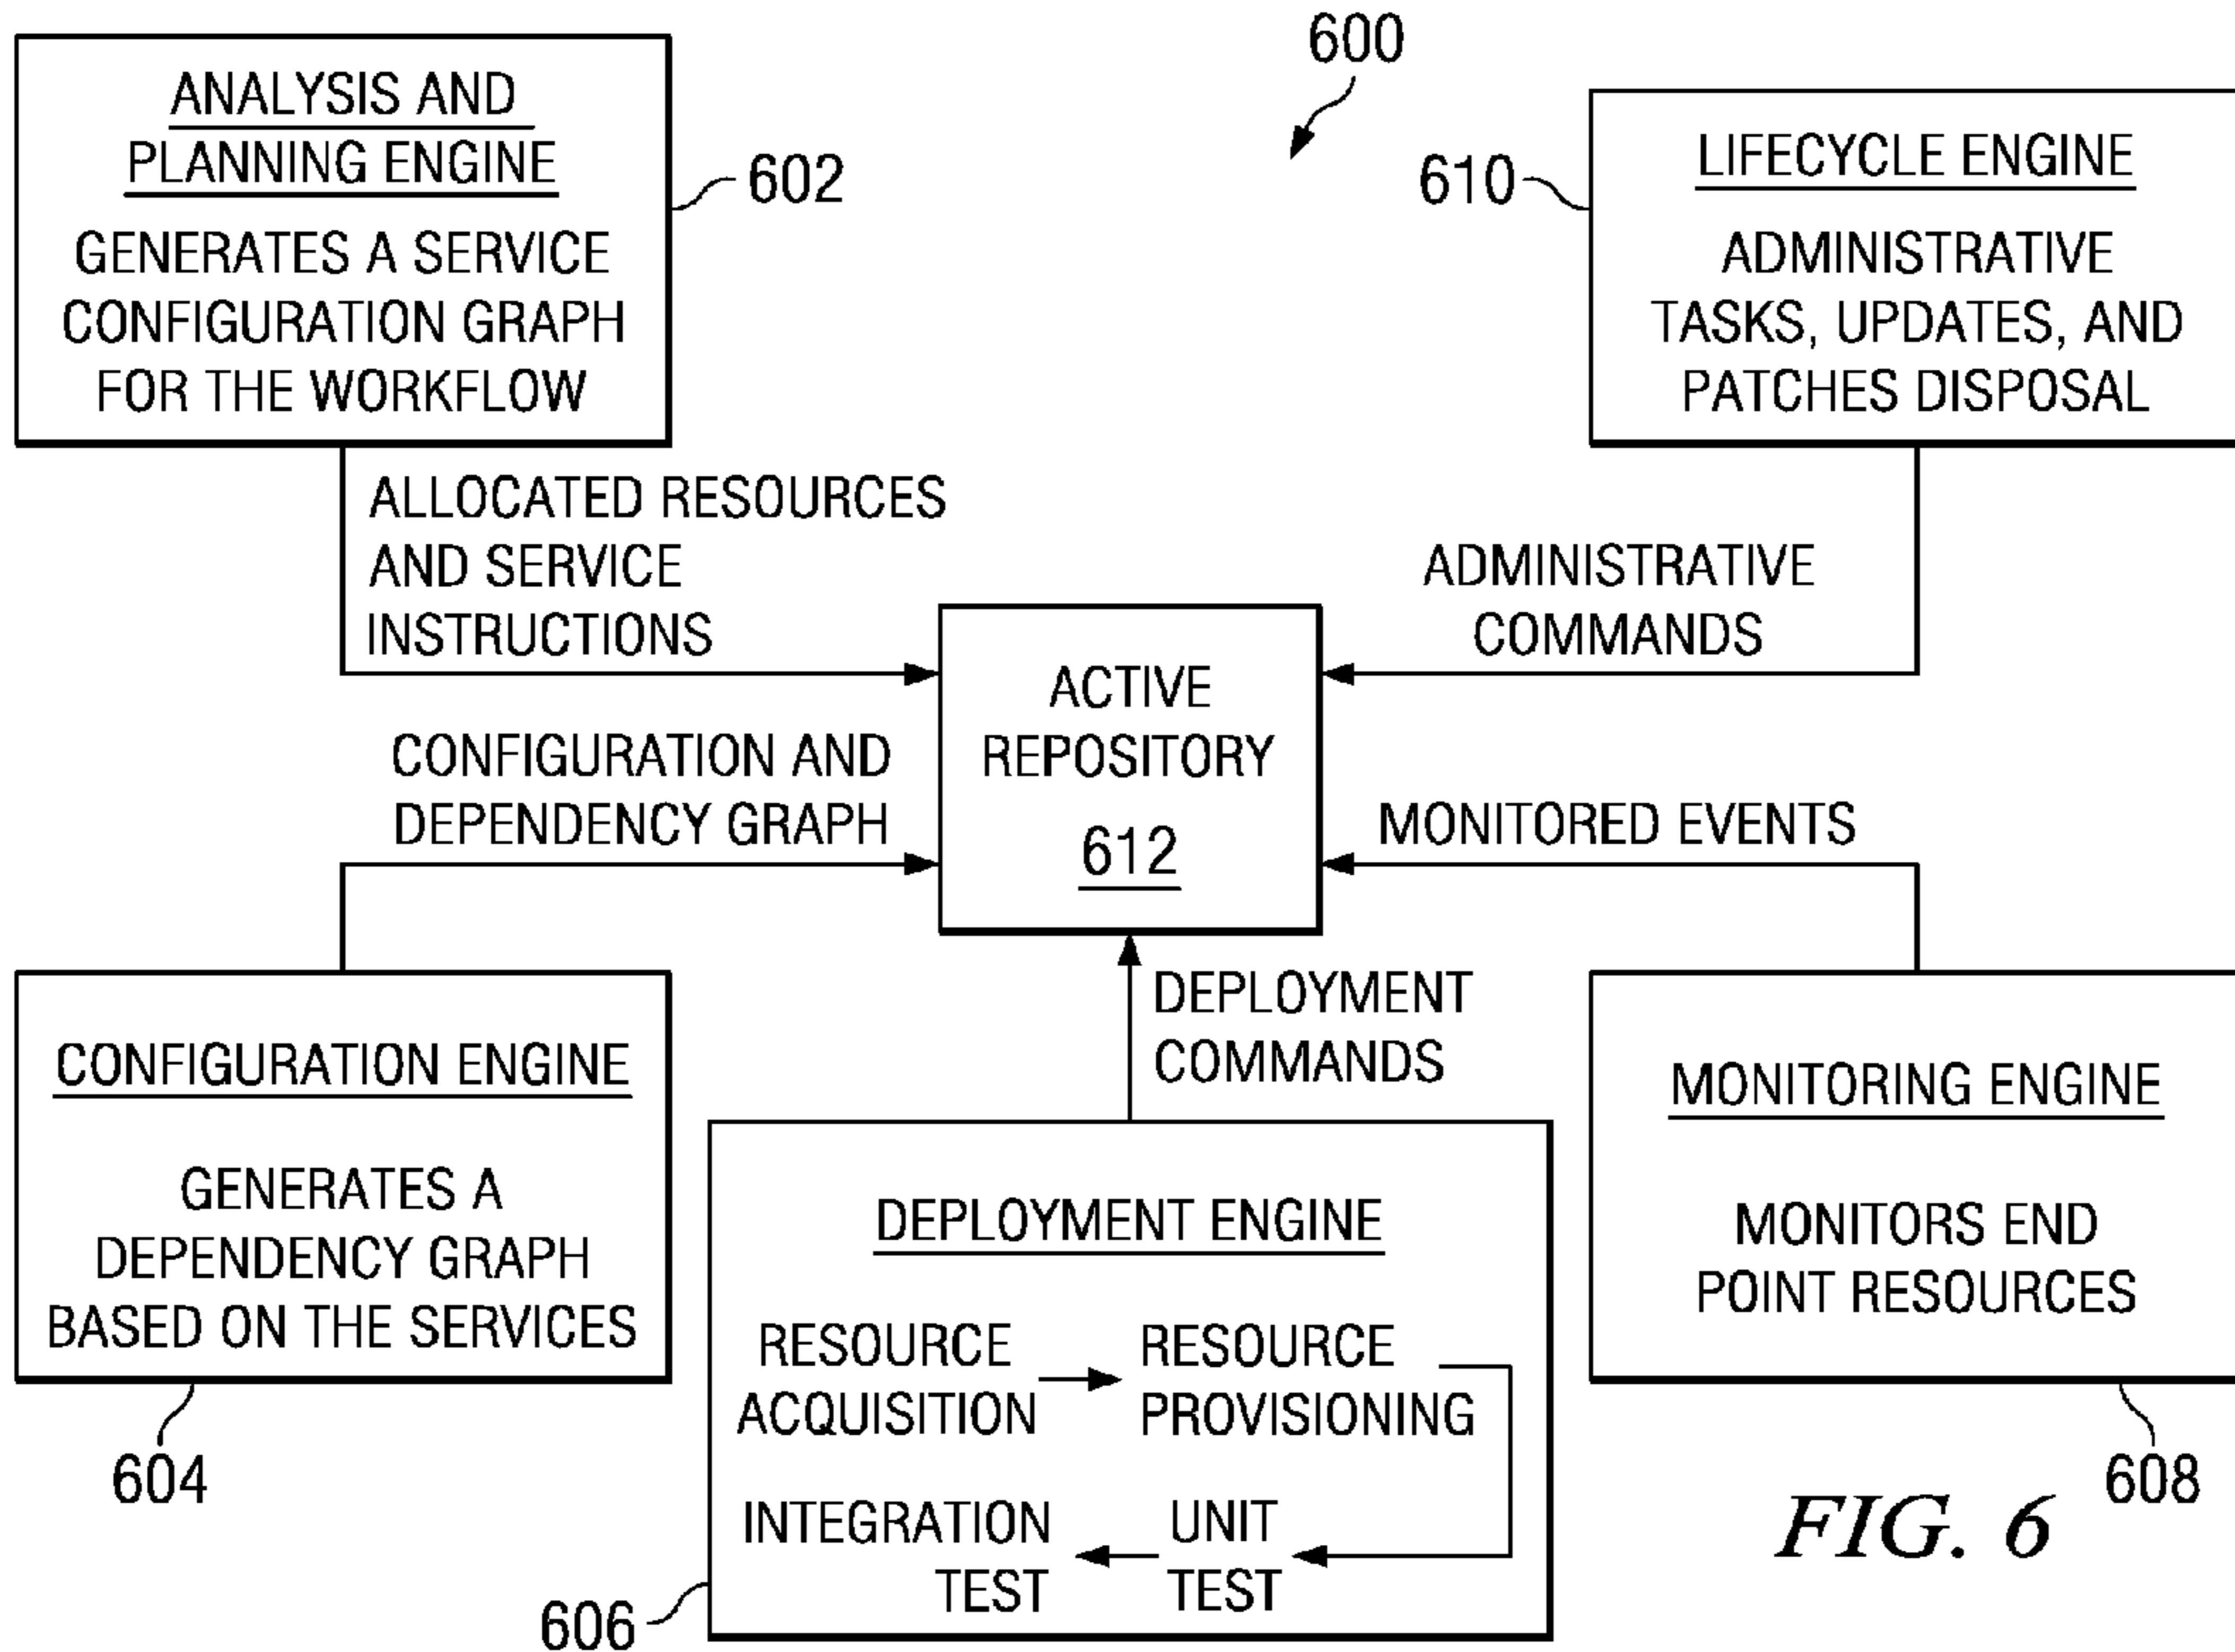 600
ANALYSIS AND
PLANNING ENGINE
GENERATES A SERVICE
CONFIGURATION GRAPH
FOR THE WORKFLOW
602
610
LIFECYCLE ENGINE
ADMINISTRATIVE
TASKS, UPDATES, AND
PATCHES DISPOSAL
ALLOCATED RESOURCES
AND SERVICE
INSTRUCTIONS
ADMINISTRATIVE
COMMANDS
ACTIVE
REPOSITORY
612
CONFIGURATION AND
DEPENDENCY GRAPH
MONITORED EVENTS
CONFIGURATION ENGINE
GENERATES A
DEPENDENCY GRAPH
BASED ON THE SERVICES
604
DEPLOYMENT
COMMANDS
DEPLOYMENT ENGINE
RESOURCE
ACQUISITION
RESOURCE
PROVISIONING
UNIT
TEST
INTEGRATION
TEST
606
MONITORING ENGINE
MONITORS END
POINT RESOURCES
608
FIG. 6